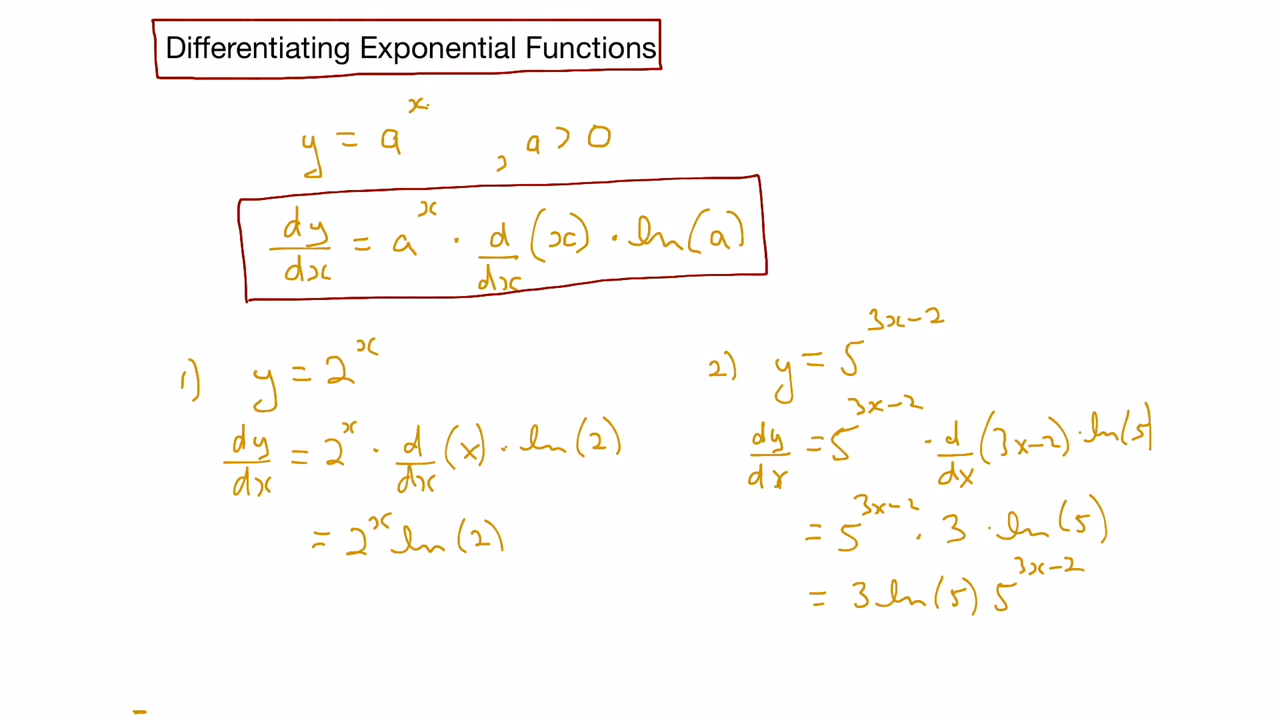 Differentiating Exponential Functions
y = a^x , a > 0
dy/dx = a^x · d/dx (x) · ln(a)
1) y = 2^x
dy/dx = 2^x · d/dx (x) · ln(2)
= 2^x ln(2)
2) y = 5^(3x-2)
dy/dx = 5^(3x-2) · d/dx (3x-2) · ln(5)
= 5^(3x-2) · 3 · ln(5)
= 3 ln(5) 5^(3x-2)